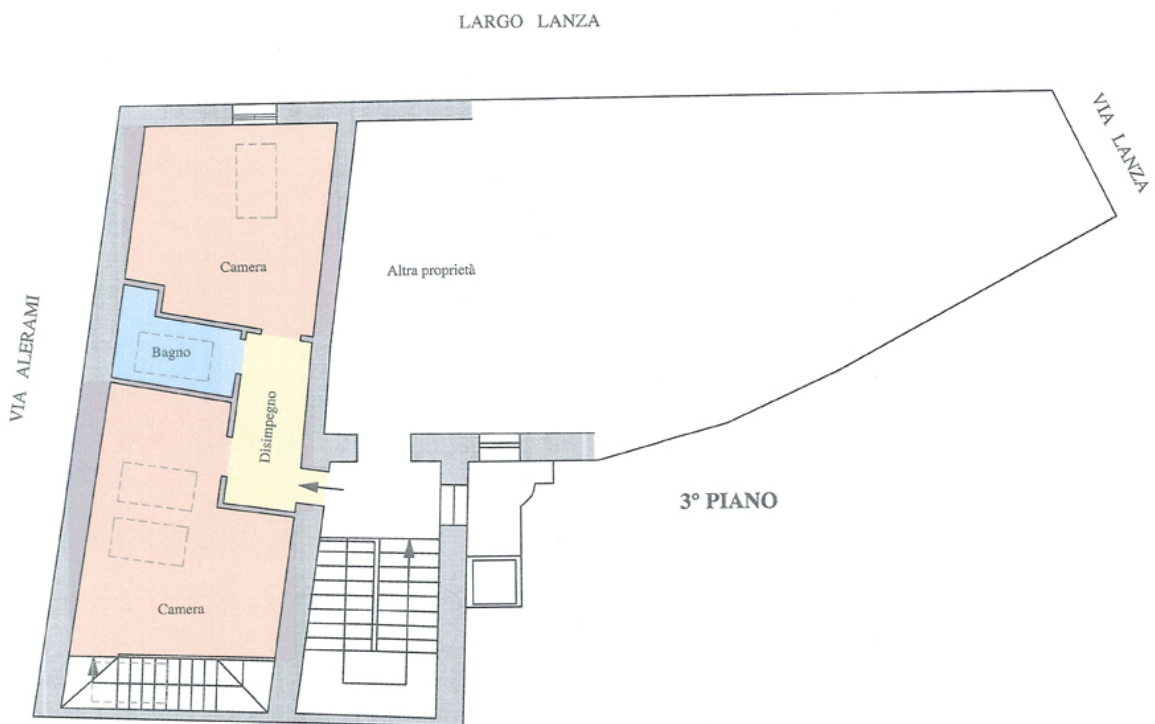 LARGO LANZA
VIA LANZA
Camera
Altra proprietà
VIA ALERAMI
Bagno
Disimpegno
3° PIANO
Camera